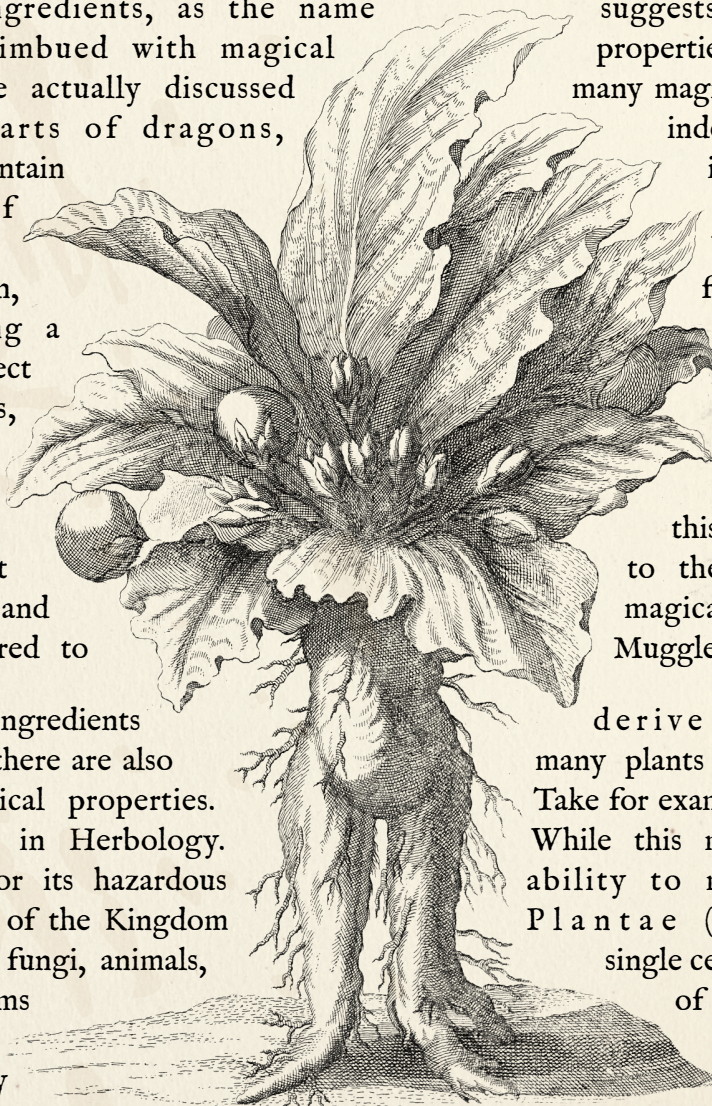 ngredients, as the name suggests
imbued with magical propertie
e actually discussed many mag
arts of dragons, inde
ntain i
f
n, f
ng a
ect
s,
this
t to the
and magica
red to Muggle
ngredients derive
there are also many plants
ical properties. Take for exam
in Herbology. While this
or its hazardous ability to
of the Kingdom Plantae (
fungi, animals, single ce
ms of
y